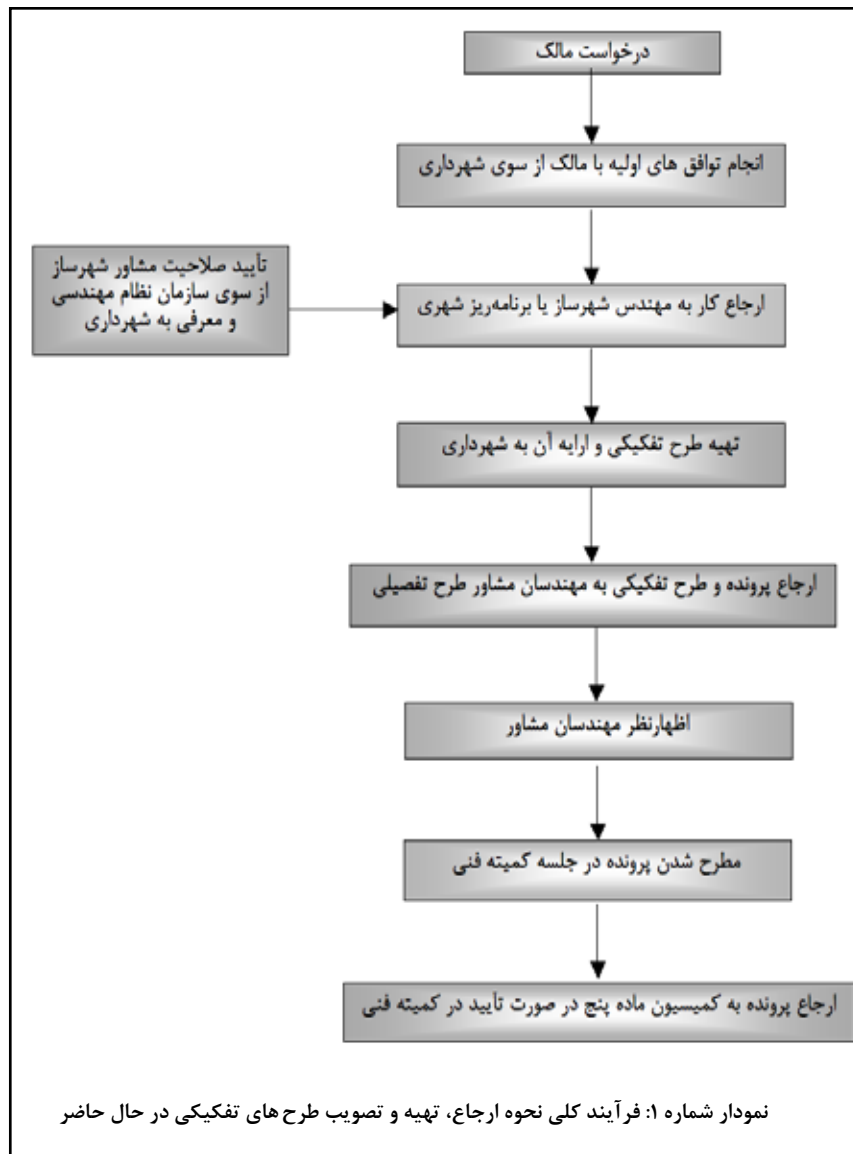 درخواست مالک
انجام توافق های اولیه با مالک از سوی شهرداری
تأیید صلاحیت مشاور شهرساز
از سوی سازمان نظام مهندسی
و معرفی به شهرداری
ارجاع کار به مهندس شهرساز یا برنامه‌ریز شهری
تهیه طرح تفکیکی و ارایه آن به شهرداری
ارجاع پرونده و طرح تفکیکی به مهندسان مشاور طرح تفصیلی
اظهارنظر مهندسان مشاور
مطرح شدن پرونده در جلسه کمیته فنی
ارجاع پرونده به کمیسیون ماده پنج در صورت تأیید در کمیته فنی
نمودار شماره ۱: فرآیند کلی نحوه ارجاع، تهیه و تصویب طرح‌های تفکیکی در حال حاضر